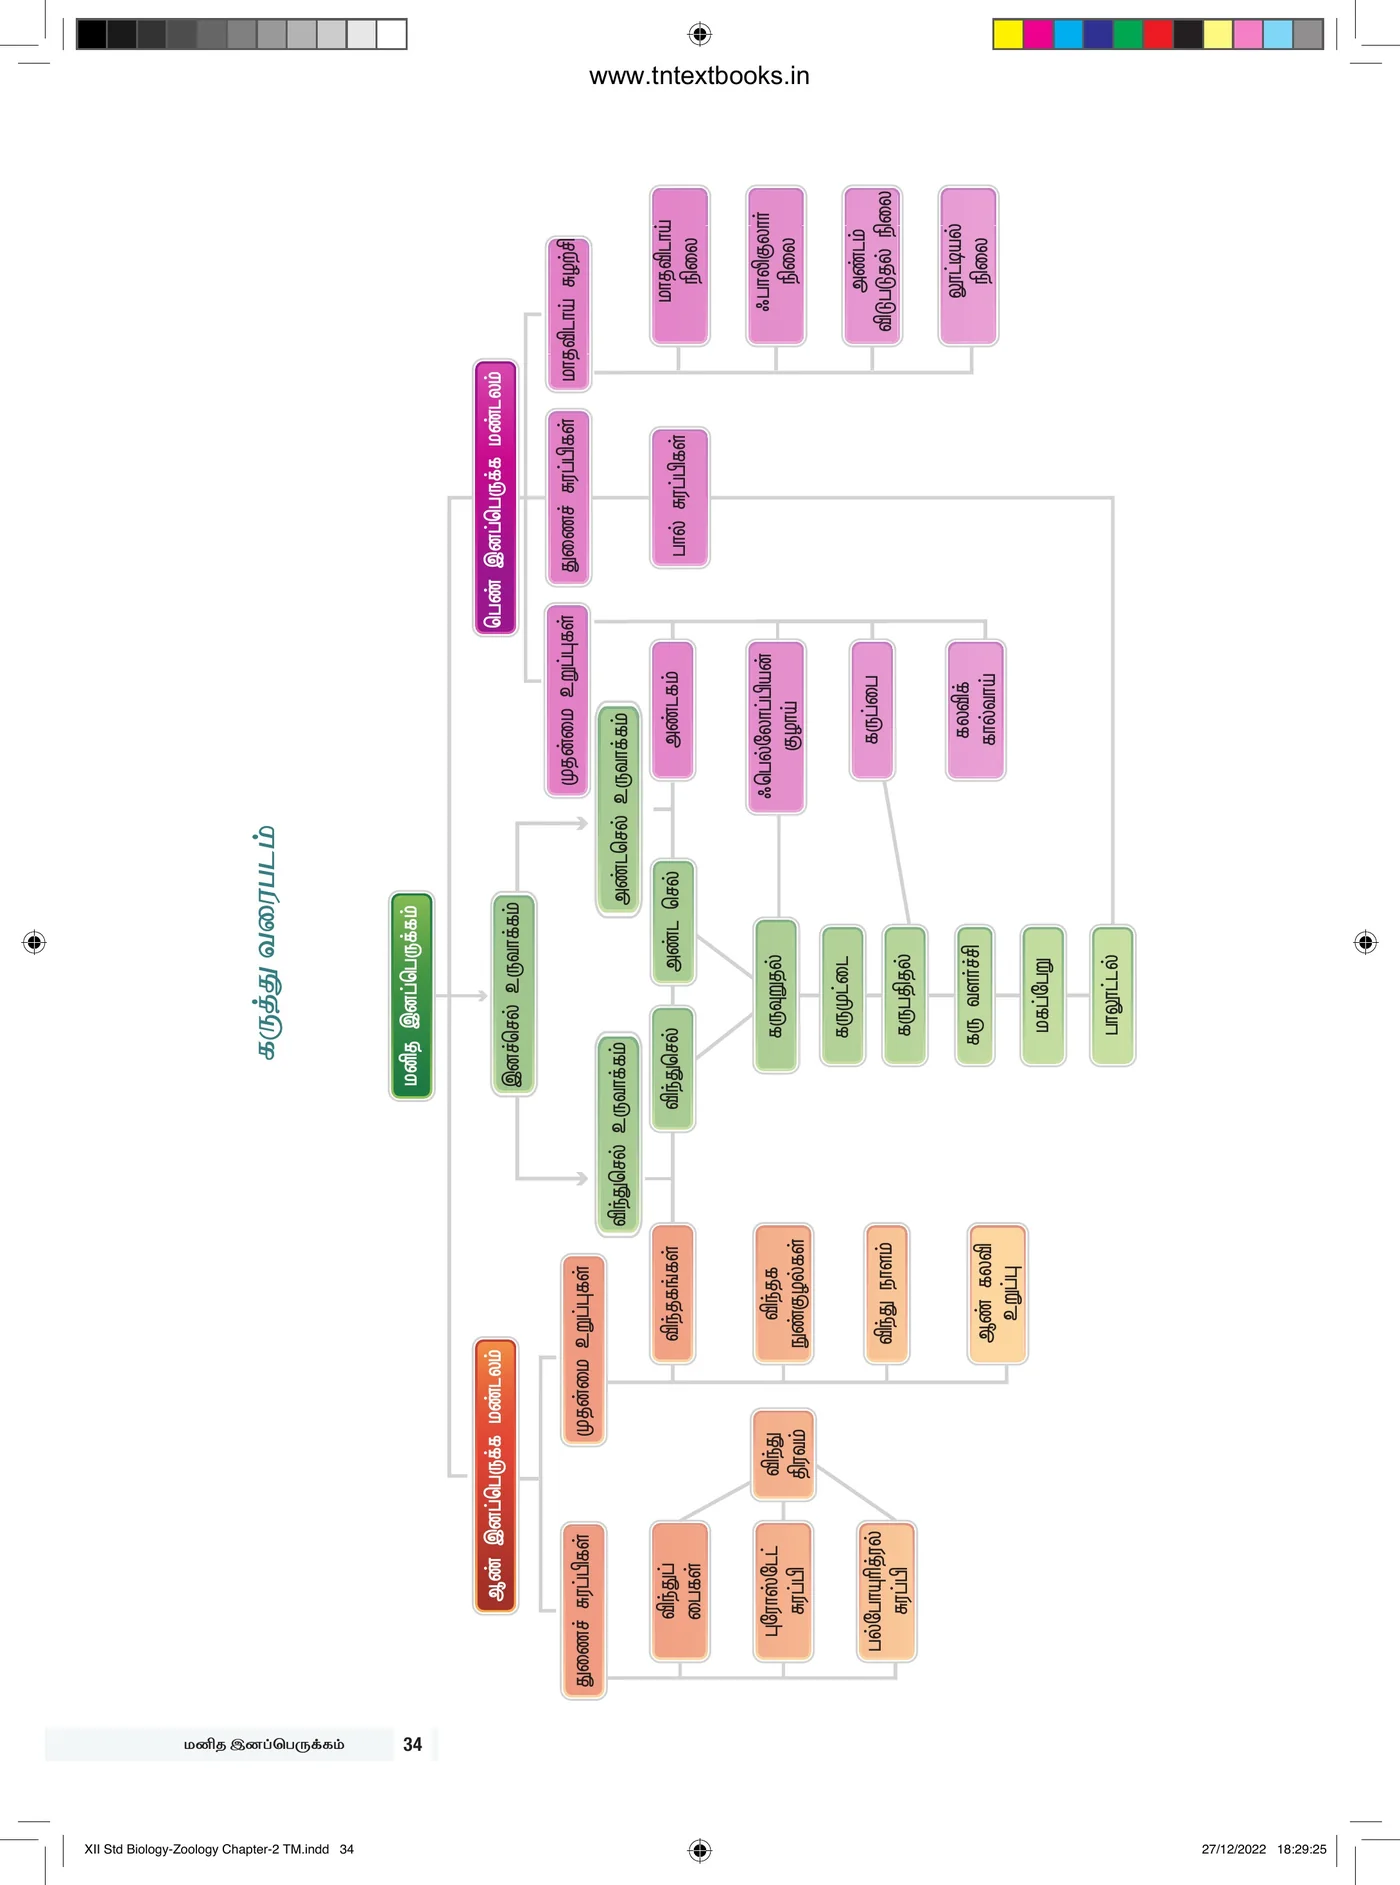 www.tntextbooks.in
கருத்து வரைபடம்
மனித இனப்பெருக்கம்
ஆண் இனப்பெருக்க மண்டலம்
இனச்செல் உருவாக்கம்
பெண் இனப்பெருக்க மண்டலம்
துணைச் சுரப்பிகள்
முதன்மை உறுப்புகள்
விந்துசெல் உருவாக்கம்
அண்டசெல் உருவாக்கம்
முதன்மை உறுப்புகள்
துணைச் சுரப்பிகள்
மாதவிடாய் சுழற்சி
விந்துப்
பைகள்
விந்தகங்கள்
விந்துசெல்
அண்ட செல்
அண்டகம்
பால் சுரப்பிகள்
மாதவிடாய்
நிலை
புரோஸ்டேட்
சுரப்பி
விந்து
திரவம்
விந்தக
நுண்குழல்கள்
கருவுறுதல்
ஃபெல்லோப்பியன்
குழாய்
ஃபாலிகுலார்
நிலை
பல்போயுரித்ரல்
சுரப்பி
விந்து நாளம்
கருமுட்டை
கருபதிதல்
கருப்பை
அண்டம்
விடுபடுதல் நிலை
ஆண் கலவி
உறுப்பு
கரு வளர்ச்சி
கலவிக்
கால்வாய்
லூட்டியல்
நிலை
மகப்பேறு
பாலூட்டல்
மனித இனப்பெருக்கம் 34
XII Std Biology-Zoology Chapter-2 TM.indd 34
27/12/2022 18:29:25